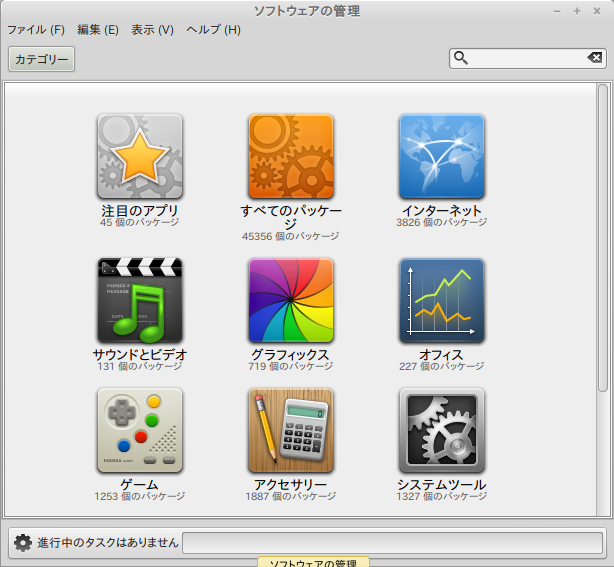 ソフトウェアの管理
ファイル (F) 編集 (E) 表示 (V) ヘルプ (H)
カテゴリー
注目のアプリ
45 個のパッケージ
すべてのパッケー
ジ
45356 個のパッケージ
インターネット
3826 個のパッケージ
サウンドとビデオ
131 個のパッケージ
グラフィックス
719 個のパッケージ
オフィス
227 個のパッケージ
ゲーム
1253 個のパッケージ
アクセサリー
1887 個のパッケージ
システムツール
1327 個のパッケージ
進行中のタスクはありません
ソフトウェアの管理